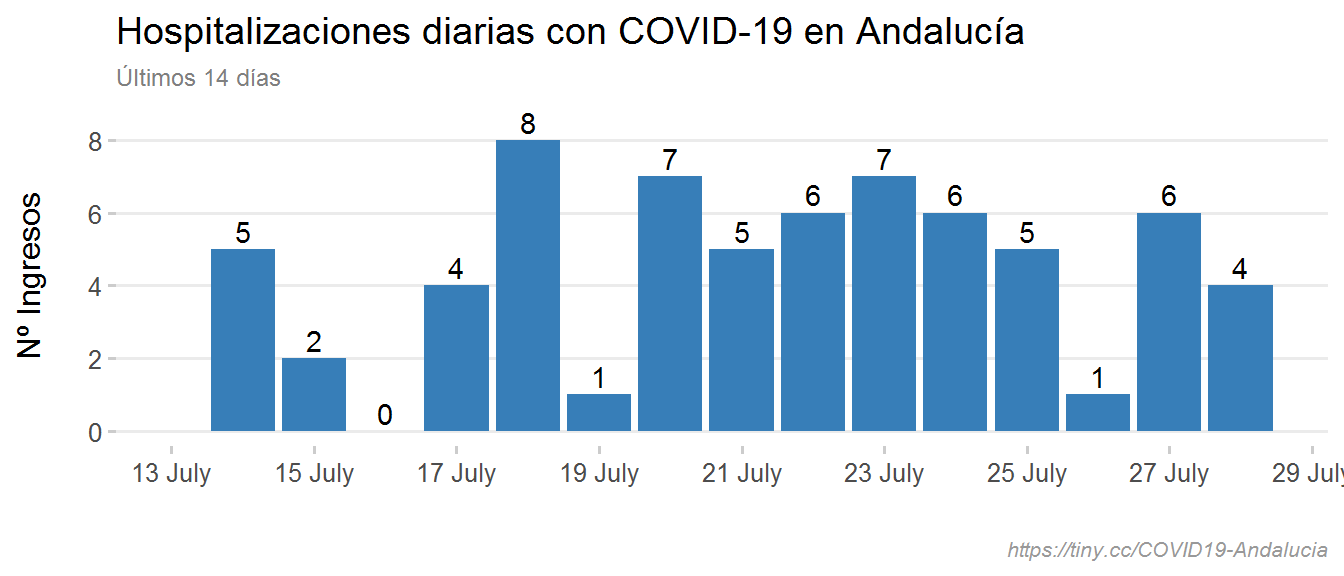 Hospitalizaciones diarias con COVID-19 en Andalucía
Últimos 14 días
Nº Ingresos
8
6
4
2
0
5
2
0
4
8
1
7
5
6
7
6
5
1
6
4
13 July
15 July
17 July
19 July
21 July
23 July
25 July
27 July
29 July
https://tiny.cc/COVID19-Andalucia